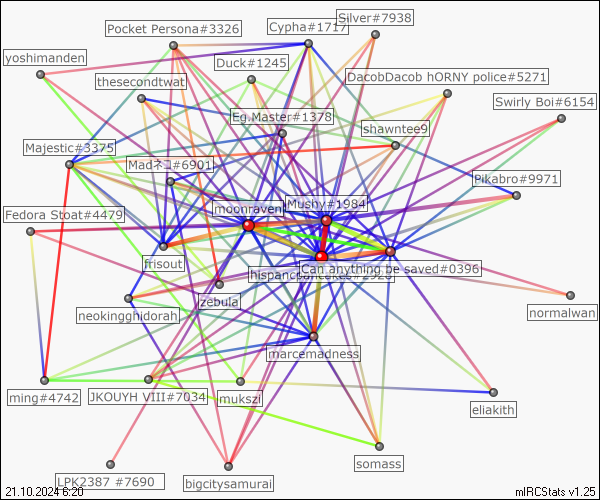 Silver#7938
Cypha#1717
Pocket Persona#3326
yoshimanden
Duck#1245
thesecondtwat
DacobDacob hORNY police#5271
Swirly Boi#6154
Eg.Master#1378
shawntee9
Majestic#3375
Madネコ#6901
Pikabro#9971
moonraven
Mushy#1984
Fedora Stoat#4479
frisout
Can anything be saved#0396
zebula
normalwan
neokingghidorah
marcemadness
ming#4742
JKOUYH VIII#7034
mukszi
eliakith
somass
LPK2387 #7690
bigcitysamurai
21.10.2024 6:20
mIRCStats v1.25